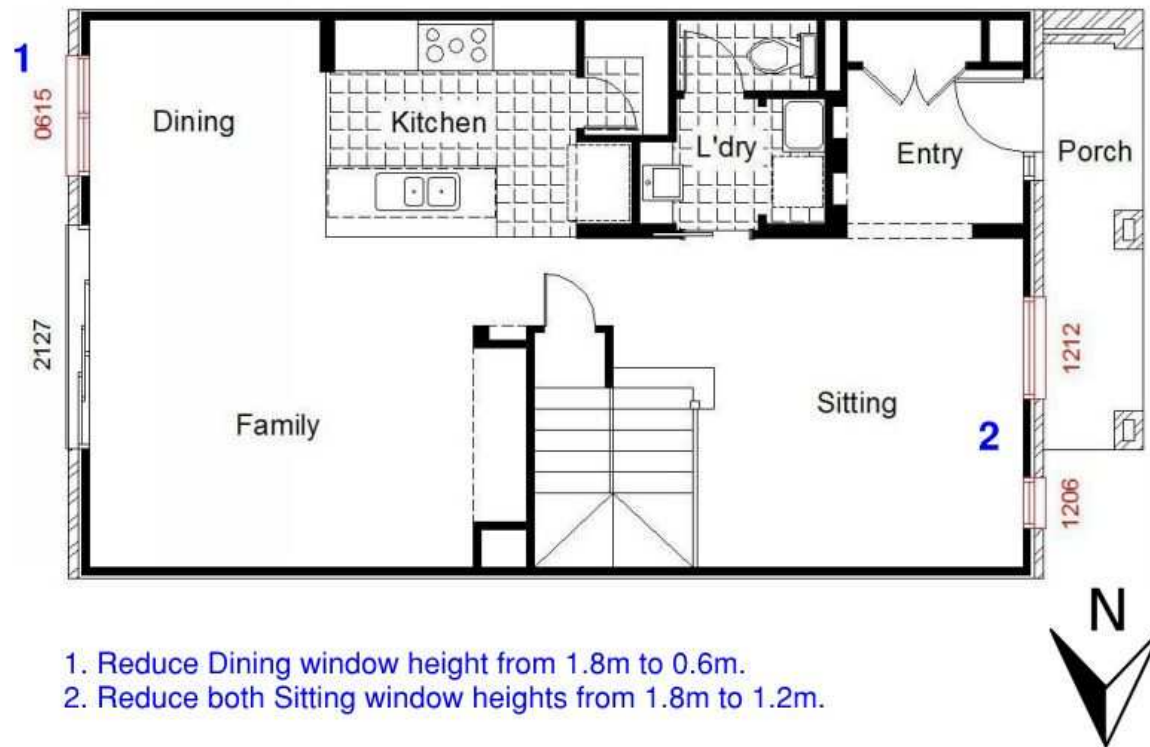 1
0615
Dining
Kitchen
L'dry
Entry
Porch
2127
Family
Sitting
1212
2
1206
N
1. Reduce Dining window height from 1.8m to 0.6m.
2. Reduce both Sitting window heights from 1.8m to 1.2m.